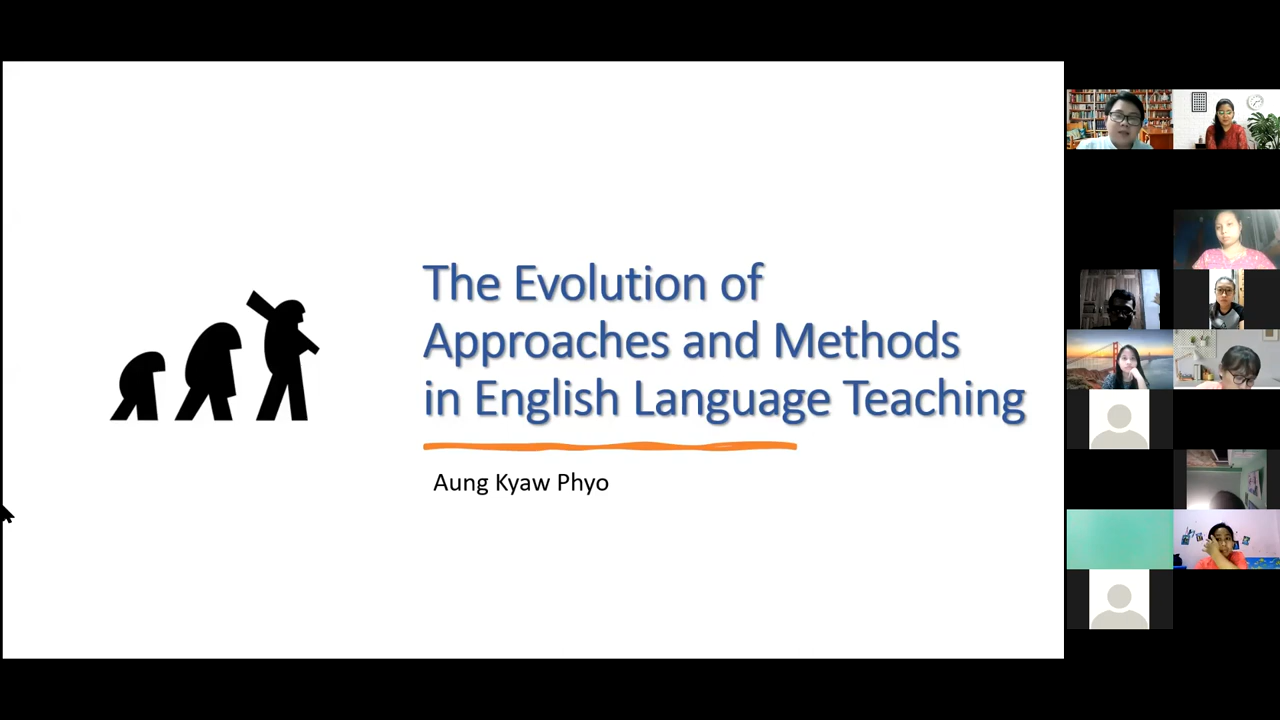 The Evolution of
Approaches and Methods
in English Language Teaching
Aung Kyaw Phyo